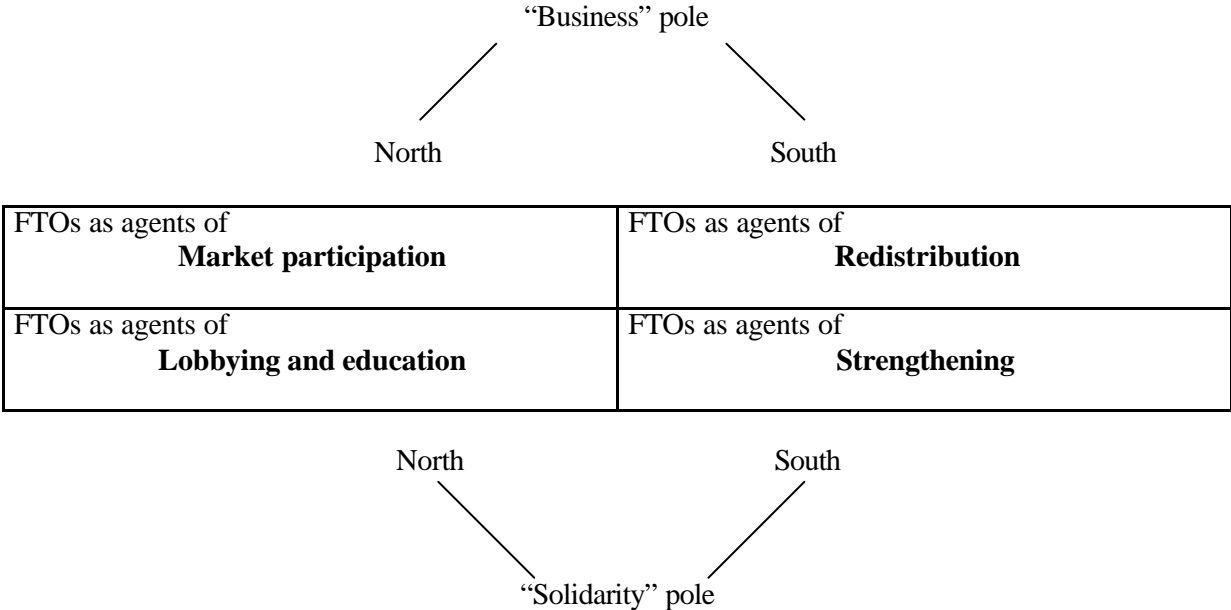 “Business” pole
North South
FTOs as agents of
Market participation
FTOs as agents of
Redistribution
FTOs as agents of
Lobbying and education
FTOs as agents of
Strengthening
North South
“Solidarity” pole